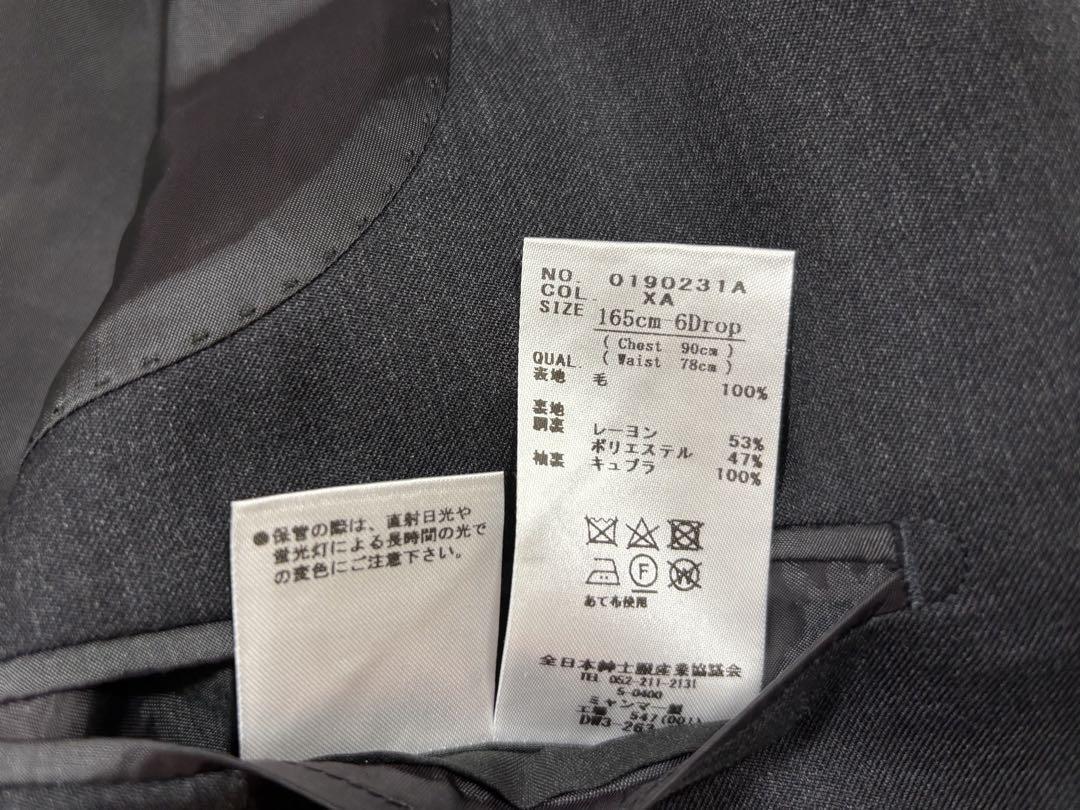 NO. 0190231A
COL. XA
SIZE 165cm 6Drop
( Chest 90cm )
( Waist 78cm )
QUAL.
表地 毛 100%
裏地
胴裏 レーヨン 53%
ポリエステル 47%
袖裏 キュプラ 100%
F
W
あて布使用
全日本紳士服産業協議会
TEL 052-211-2131
S-0400
ミャンマー製
工場 547(001)
DW3-263
●保管の際は、直射日光や
蛍光灯による長時間の光で
の変色にご注意下さい。